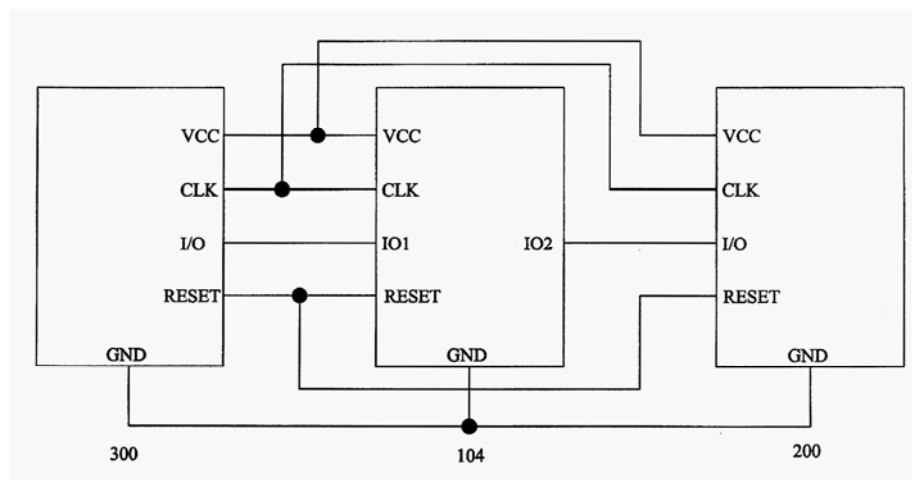 VCC VCC VCC
CLK CLK CLK
I/O IO1 IO2 I/O
RESET RESET RESET
GND GND GND
300 104 200